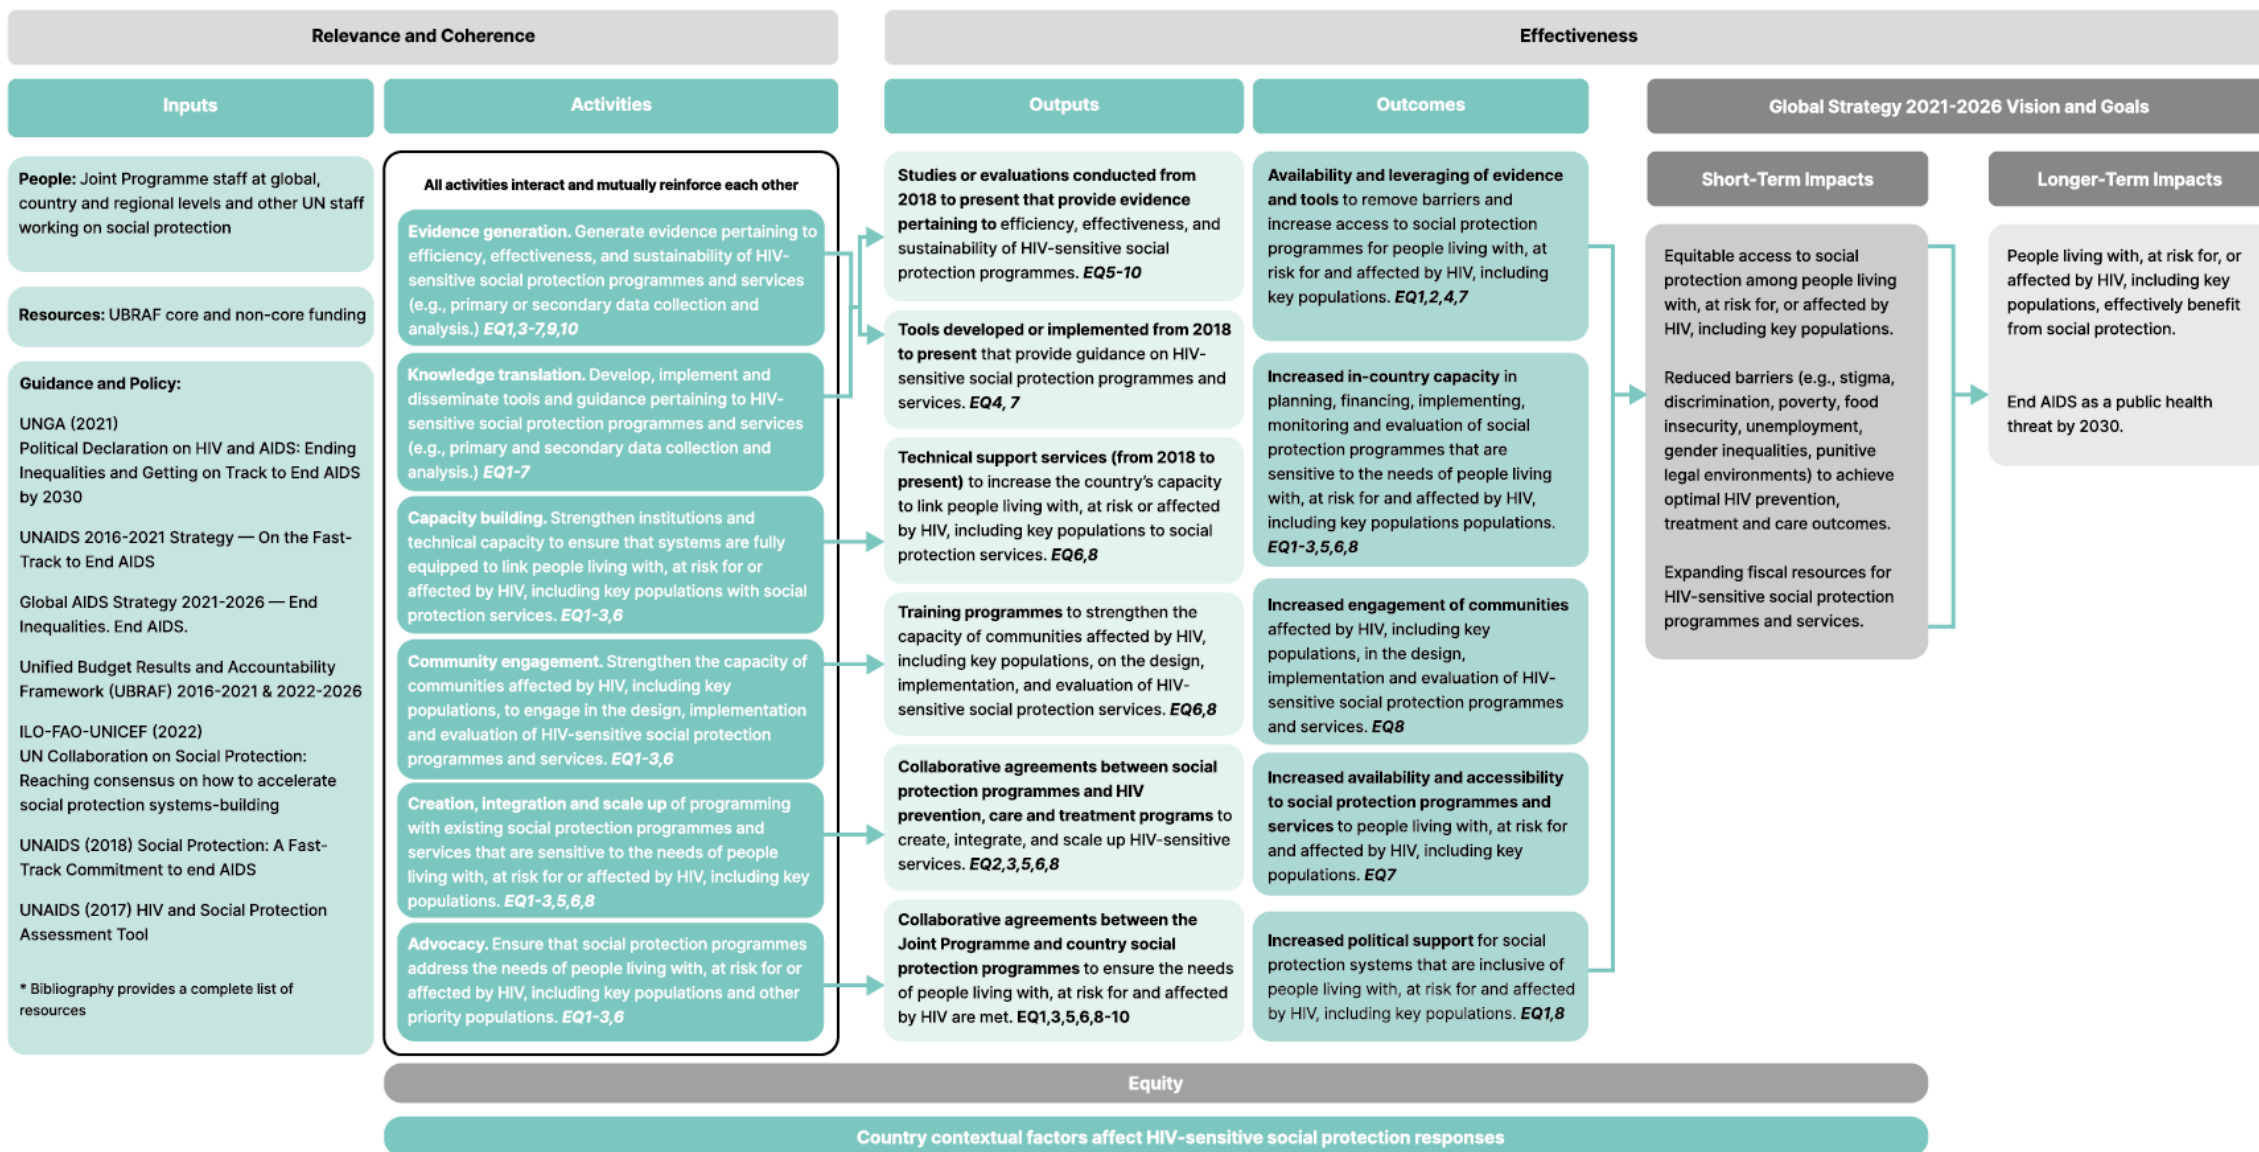 Relevance and Coherence
Effectiveness
Inputs
Activities
Outputs
Outcomes
Global Strategy 2021-2026 Vision and Goals
Short-Term Impacts
Longer-Term Impacts
People: Joint Programme staff at global,
country and regional levels and other UN staff
working on social protection
Resources: UBRAF core and non-core funding
Guidance and Policy:
UNGA (2021)
Political Declaration on HIV and AIDS: Ending
Inequalities and Getting on Track to End AIDS
by 2030
UNAIDS 2016-2021 Strategy — On the Fast-
Track to End AIDS
Global AIDS Strategy 2021-2026 — End
Inequalities. End AIDS.
Unified Budget Results and Accountability
Framework (UBRAF) 2016-2021 & 2022-2026
ILO-FAO-UNICEF (2022)
UN Collaboration on Social Protection:
Reaching consensus on how to accelerate
social protection systems-building
UNAIDS (2018) Social Protection: A Fast-
Track Commitment to end AIDS
UNAIDS (2017) HIV and Social Protection
Assessment Tool
* Bibliography provides a complete list of
resources
All activities interact and mutually reinforce each other
Evidence generation. Generate evidence pertaining to
efficiency, effectiveness, and sustainability of HIV-
sensitive social protection programmes and services
(e.g., primary or secondary data collection and
analysis.) EQ1,3-7,9,10
Knowledge translation. Develop, implement and
disseminate tools and guidance pertaining to HIV-
sensitive social protection programmes and services
(e.g., primary and secondary data collection and
analysis.) EQ1-7
Capacity building. Strengthen institutions and
technical capacity to ensure that systems are fully
equipped to link people living with, at risk for or
affected by HIV, including key populations with social
protection services. EQ1-3,6
Community engagement. Strengthen the capacity of
communities affected by HIV, including key
populations, to engage in the design, implementation
and evaluation of HIV-sensitive social protection
programmes and services. EQ1-3,6
Creation, integration and scale up of programming
with existing social protection programmes and
services that are sensitive to the needs of people
living with, at risk for or affected by HIV, including key
populations. EQ1-3,5,6,8
Advocacy. Ensure that social protection programmes
address the needs of people living with, at risk for or
affected by HIV, including key populations and other
priority populations. EQ1-3,6
Studies or evaluations conducted from
2018 to present that provide evidence
pertaining to efficiency, effectiveness, and
sustainability of HIV-sensitive social
protection programmes. EQ5-10
Tools developed or implemented from 2018
to present that provide guidance on HIV-
sensitive social protection programmes and
services. EQ4, 7
Technical support services (from 2018 to
present) to increase the country's capacity
to link people living with, at risk or affected
by HIV, including key populations to social
protection services. EQ6,8
Training programmes to strengthen the
capacity of communities affected by HIV,
including key populations, on the design,
implementation, and evaluation of HIV-
sensitive social protection services. EQ6,8
Collaborative agreements between social
protection programmes and HIV
prevention, care and treatment programs to
create, integrate, and scale up HIV-sensitive
services. EQ2,3,5,6,8
Collaborative agreements between the
Joint Programme and country social
protection programmes to ensure the needs
of people living with, at risk for and affected
by HIV are met. EQ1,3,5,6,8-10
Availability and leveraging of evidence
and tools to remove barriers and
increase access to social protection
programmes for people living with, at
risk for and affected by HIV, including
key populations. EQ1,2,4,7
Increased in-country capacity in
planning, financing, implementing,
monitoring and evaluation of social
protection programmes that are
sensitive to the needs of people living
with, at risk for and affected by HIV,
including key populations populations.
EQ1-3,5,6,8
Increased engagement of communities
affected by HIV, including key
populations, in the design,
implementation and evaluation of HIV-
sensitive social protection programmes
and services. EQ8
Increased availability and accessibility
to social protection programmes and
services to people living with, at risk for
and affected by HIV, including key
populations. EQ7
Increased political support for social
protection systems that are inclusive of
people living with, at risk for and affected
by HIV, including key populations. EQ1,8
Equitable access to social
protection among people living
with, at risk for, or affected by
HIV, including key populations.
Reduced barriers (e.g., stigma,
discrimination, poverty, food
insecurity, unemployment,
gender inequalities, punitive
legal environments) to achieve
optimal HIV prevention,
treatment and care outcomes.
Expanding fiscal resources for
HIV-sensitive social protection
programmes and services.
People living with, at risk for, or
affected by HIV, including key
populations, effectively benefit
from social protection.
End AIDS as a public health
threat by 2030.
Equity
Country contextual factors affect HIV-sensitive social protection responses